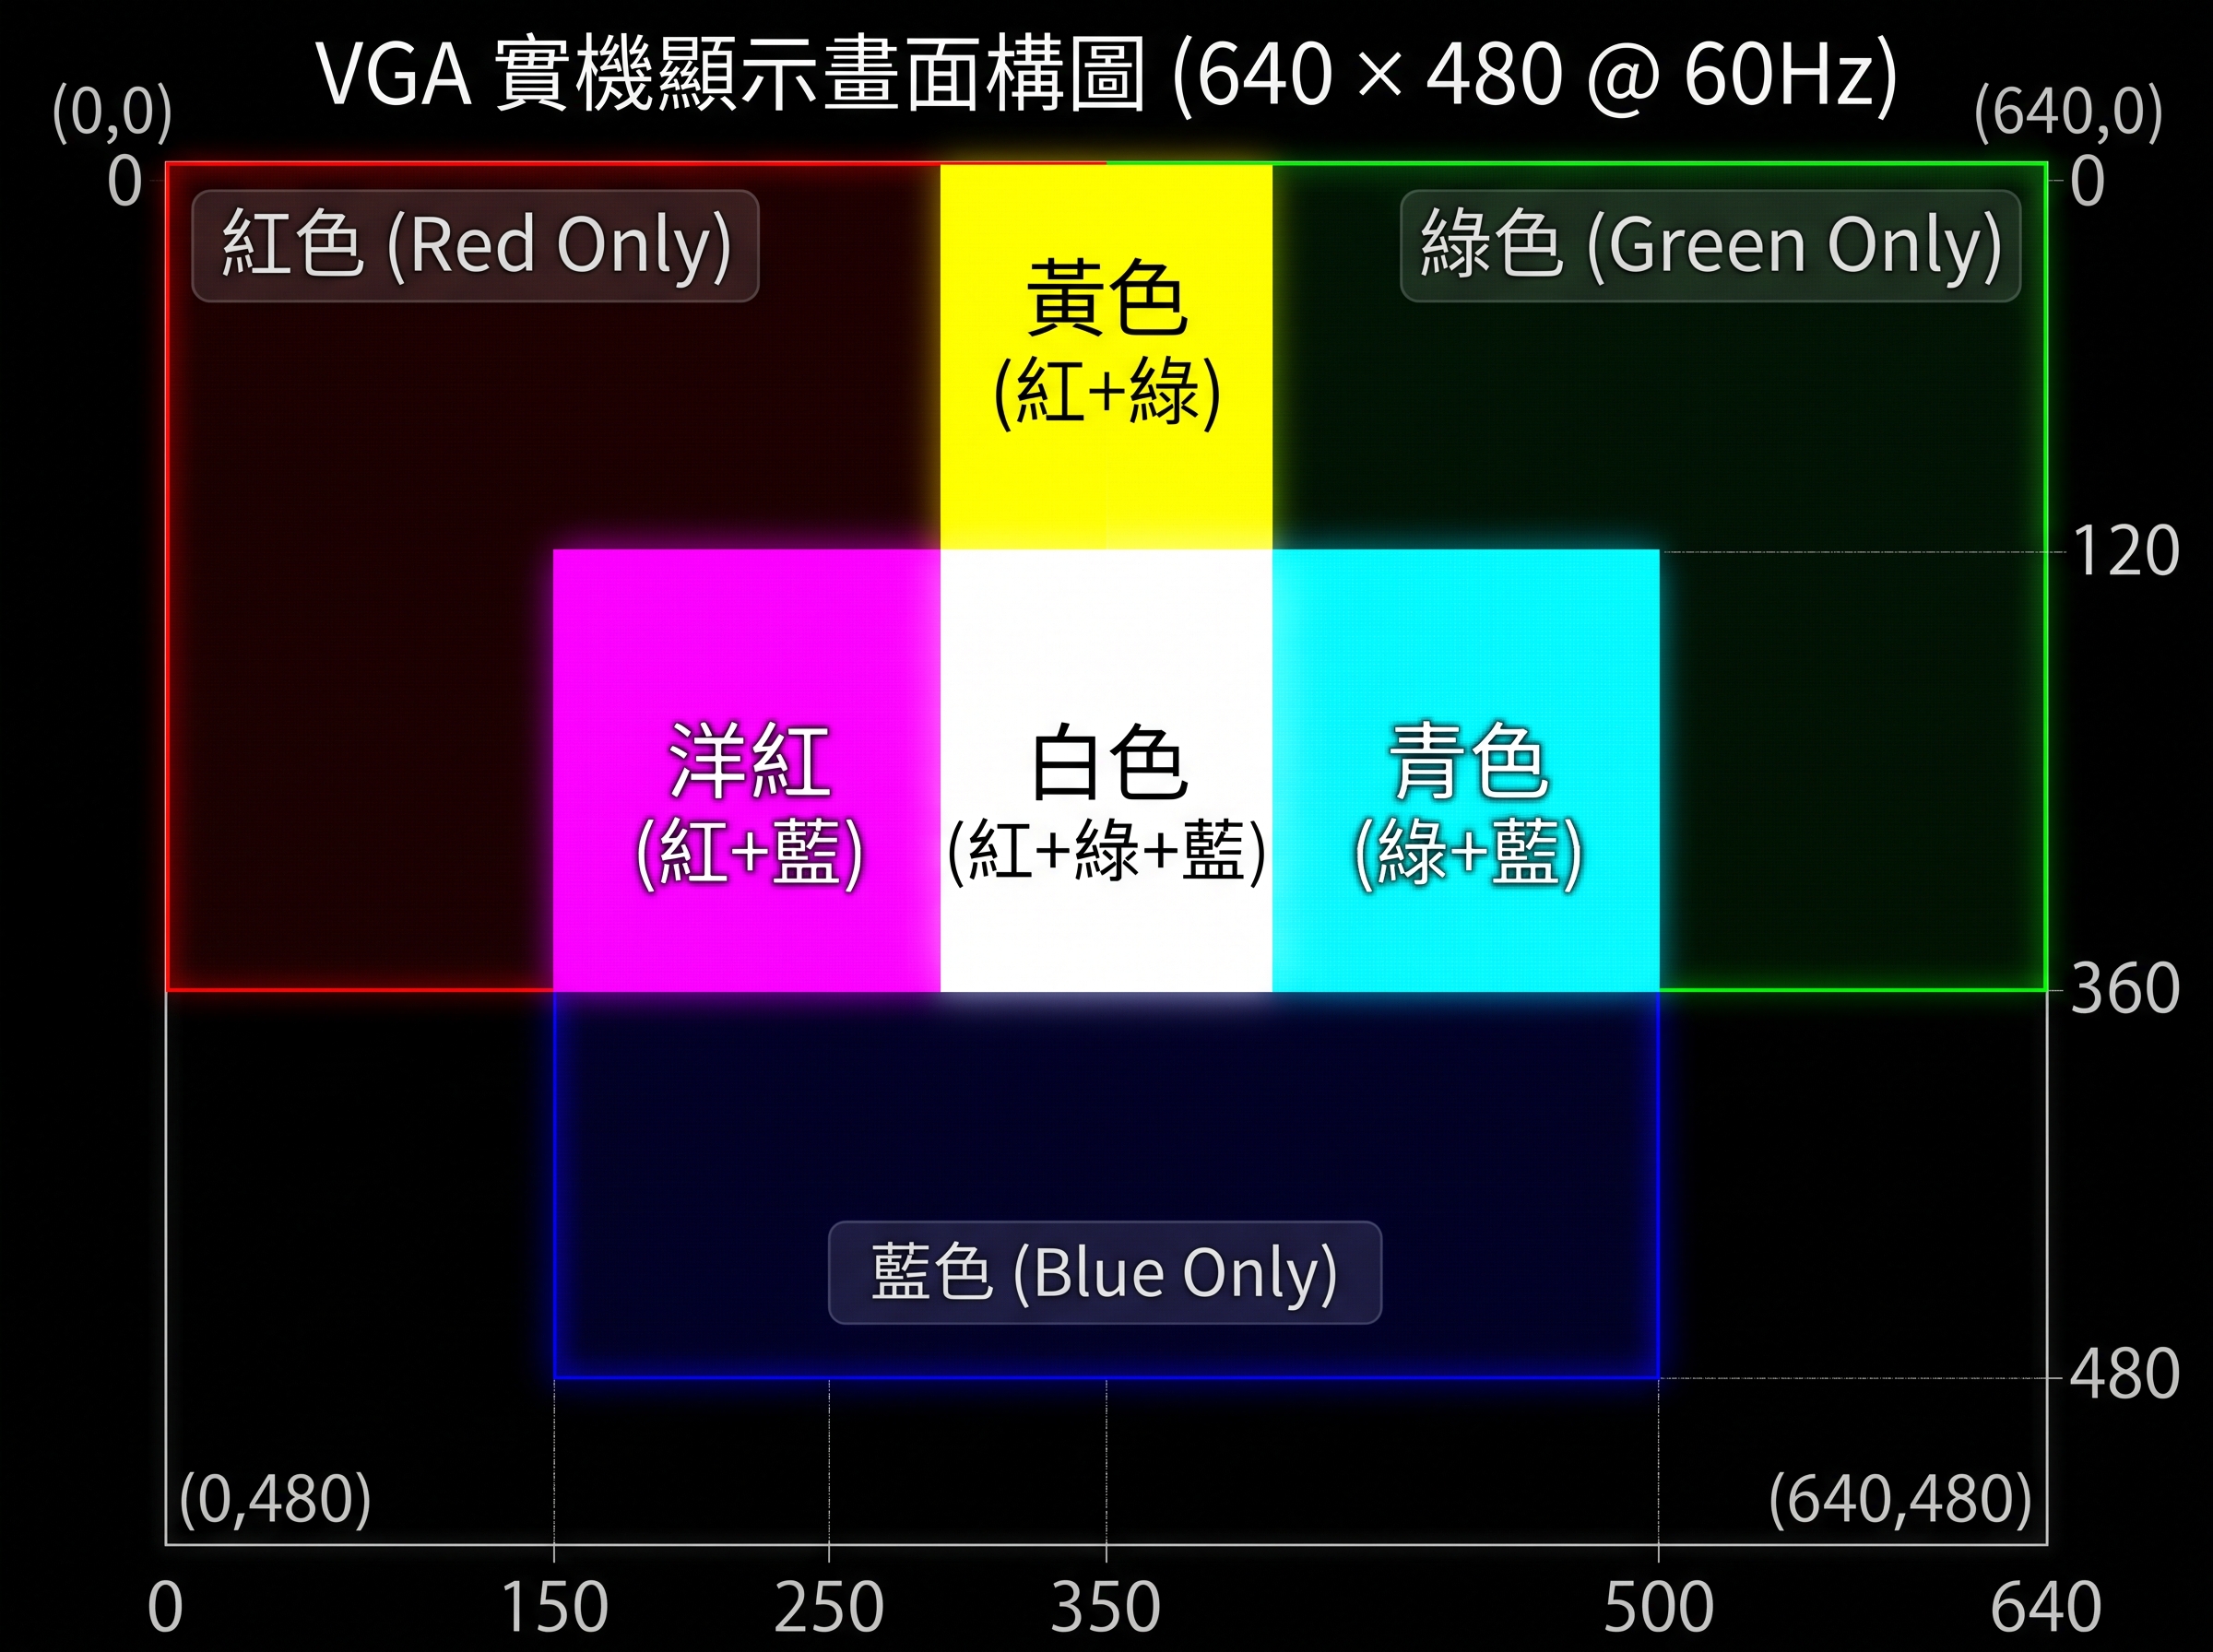 VGA 實機顯示畫面構圖 (640 × 480 @ 60Hz)
(0,0)
(640,0)
0
0
紅色 (Red Only)
綠色 (Green Only)
黃色
(紅+綠)
120
洋紅
(紅+藍)
白色
(紅+綠+藍)
青色
(綠+藍)
360
藍色 (Blue Only)
480
(0,480)
(640,480)
0
150
250
350
500
640